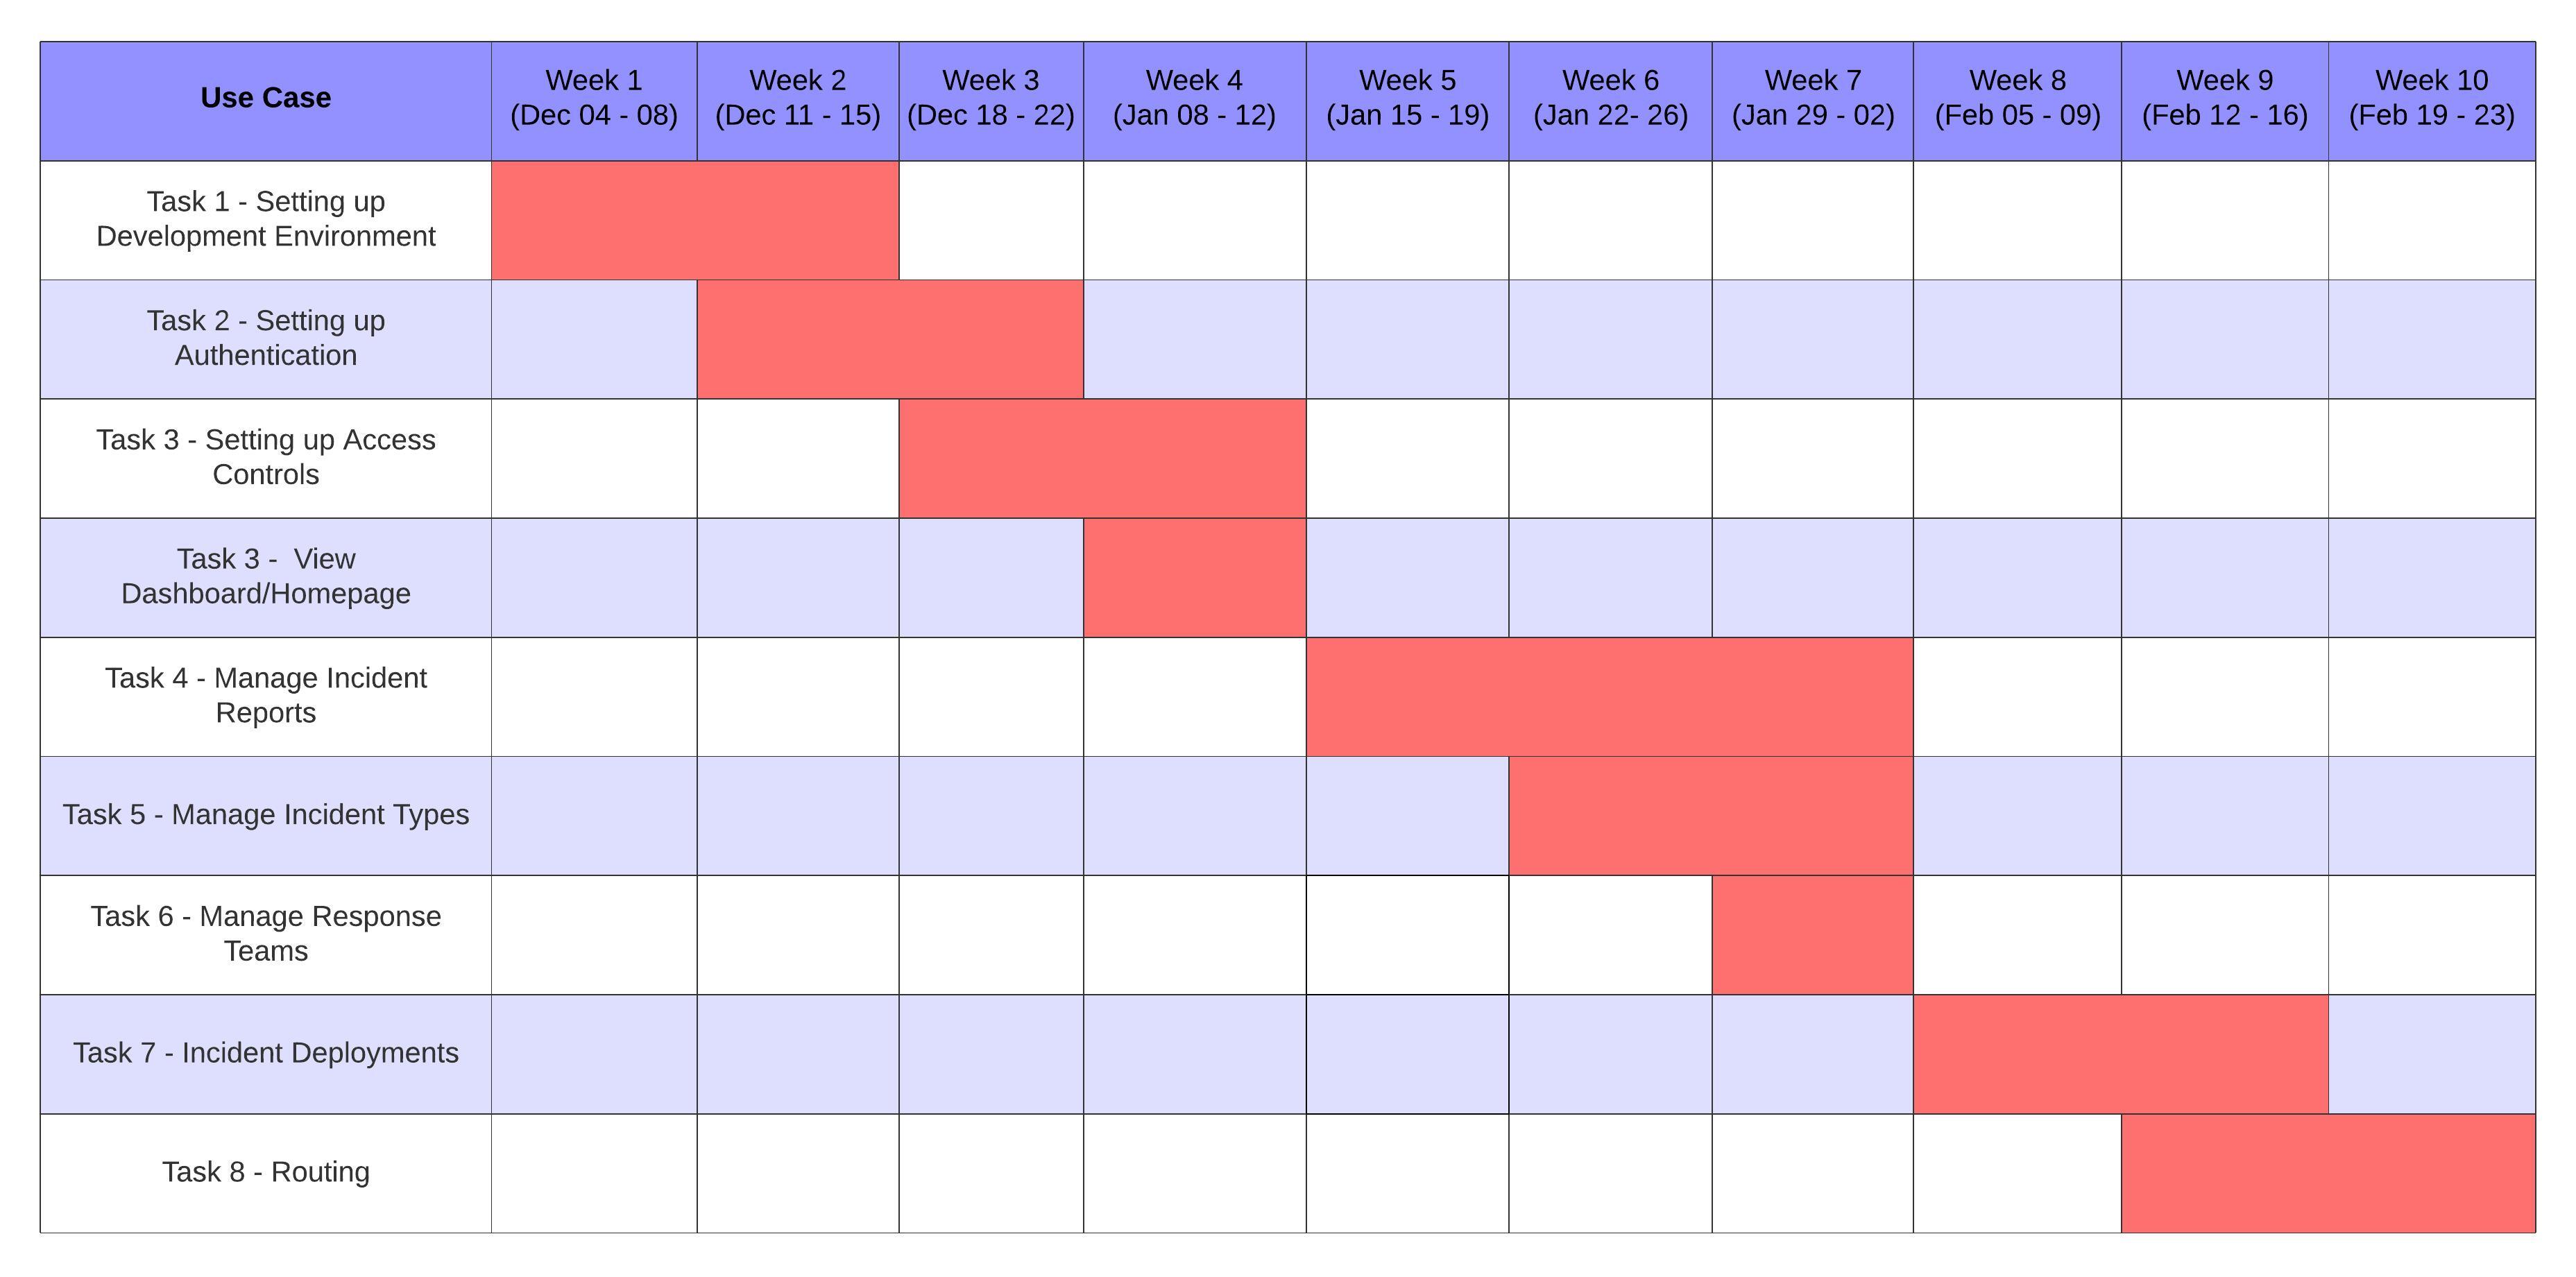 Use Case
Week 1
(Dec 04 - 08)
Week 2
(Dec 11 - 15)
Week 3
(Dec 18 - 22)
Week 4
(Jan 08 - 12)
Week 5
(Jan 15 - 19)
Week 6
(Jan 22- 26)
Week 7
(Jan 29 - 02)
Week 8
(Feb 05 - 09)
Week 9
(Feb 12 - 16)
Week 10
(Feb 19 - 23)
Task 1 - Setting up
Development Environment
Task 2 - Setting up
Authentication
Task 3 - Setting up Access
Controls
Task 3 -  View
Dashboard/Homepage
Task 4 - Manage Incident
Reports
Task 5 - Manage Incident Types
Task 6 - Manage Response
Teams
Task 7 - Incident Deployments
Task 8 - Routing